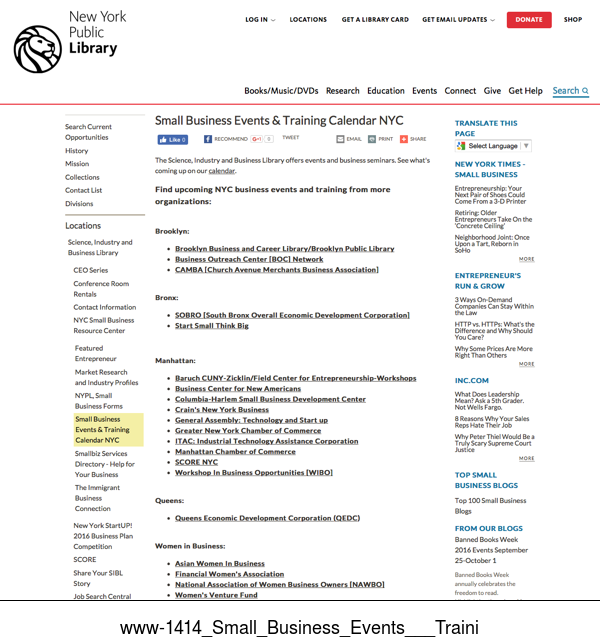 New York
Public
Library
LOG IN
LOCATIONS
GET A LIBRARY CARD
GET EMAIL UPDATES
DONATE
SHOP
Books/Music/DVDs Research Education Events Connect Give Get Help Search
Search Current
Opportunities
History
Mission
Collections
Contact List
Divisions
Locations
Science, Industry and
Business Library
CEO Series
Conference Room
Rentals
Contact Information
NYC Small Business
Resource Center
Featured
Entrepreneur
Market Research
and Industry Profiles
NYPL, Small
Business Forms
Small Business
Events & Training
Calendar NYC
Smallbiz Services
Directory - Help for
Your Business
The Immigrant
Business
Connection
New York StartUP!
2016 Business Plan
Competition
SCORE
Share Your SIBL
Story
Job Search Central
Small Business Events & Training Calendar NYC
Like 0
RECOMMEND
G+1 0
TWEET
EMAIL
PRINT
SHARE
The Science, Industry and Business Library offers events and business seminars. See what's
coming up on our calendar.
Find upcoming NYC business events and training from more
organizations:
Brooklyn:
Brooklyn Business and Career Library/Brooklyn Public Library
Business Outreach Center [BOC] Network
CAMBA [Church Avenue Merchants Business Association]
Bronx:
SOBRO [South Bronx Overall Economic Development Corporation]
Start Small Think Big
Manhattan:
Baruch CUNY-Zicklin/Field Center for Entrepreneurship-Workshops
Business Center for New Americans
Columbia-Harlem Small Business Development Center
Crain's New York Business
General Assembly: Technology and Start up
Greater New York Chamber of Commerce
ITAC: Industrial Technology Assistance Corporation
Manhattan Chamber of Commerce
SCORE NYC
Workshop In Business Opportunities [WIBO]
Queens:
Queens Economic Development Corporation (QEDC)
Women in Business:
Asian Women In Business
Financial Women's Association
National Association of Women Business Owners [NAWBO]
Women's Venture Fund
TRANSLATE THIS
PAGE
Select Language
NEW YORK TIMES -
SMALL BUSINESS
Entrepreneurship: Your
Next Pair of Shoes Could
Come From a 3-D Printer
Retiring: Older
Entrepreneurs Take On the
'Concrete Ceiling'
Neighborhood Joint: Once
Upon a Tart, Reborn in
SoHo
MORE
ENTREPRENEUR'S
RUN & GROW
3 Ways On-Demand
Companies Can Stay Within
the Law
HTTP vs. HTTPs: What's the
Difference and Why Should
You Care?
Why Some Prices Are More
Right Than Others
MORE
INC.COM
What Does Leadership
Mean? Ask a 5th Grader.
Not Wells Fargo.
8 Reasons Why Your Sales
Reps Hate Their Job
Why Peter Thiel Would be a
Truly Scary Supreme Court
Justice
MORE
TOP SMALL
BUSINESS BLOGS
Top 100 Small Business
Blogs
FROM OUR BLOGS
Banned Books Week
2016 Events September
25-October 1
Banned Books Week
annually celebrates the
freedom to read.
www-1414_Small_Business_Events___Traini